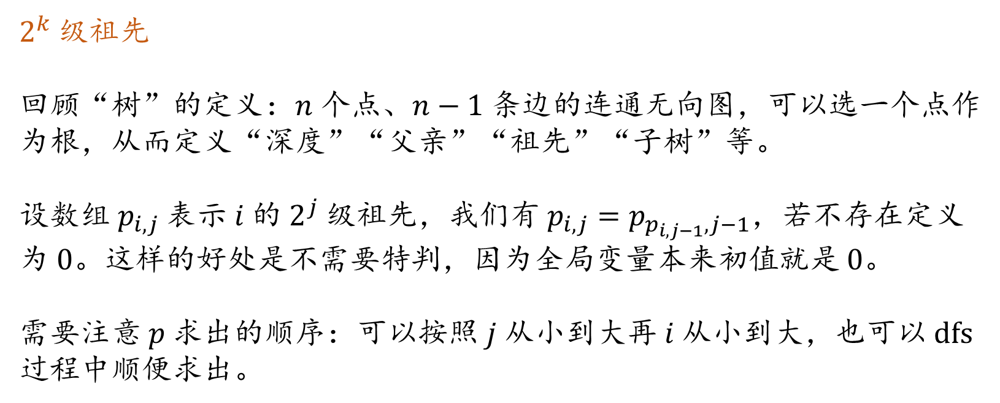 2^k 级祖先
回顾“树”的定义：n 个点、n − 1 条边的连通无向图，可以选一个点作
为根，从而定义“深度”“父亲”“祖先”“子树”等。
设数组 p_{i,j} 表示 i 的 2^j 级祖先，我们有 p_{i,j} = p_{p_{i,j−1},j−1}，若不存在定义
为 0。这样的好处是不需要特判，因为全局变量本来初值就是 0。
需要注意 p 求出的顺序：可以按照 j 从小到大再 i 从小到大，也可以 dfs
过程中顺便求出。